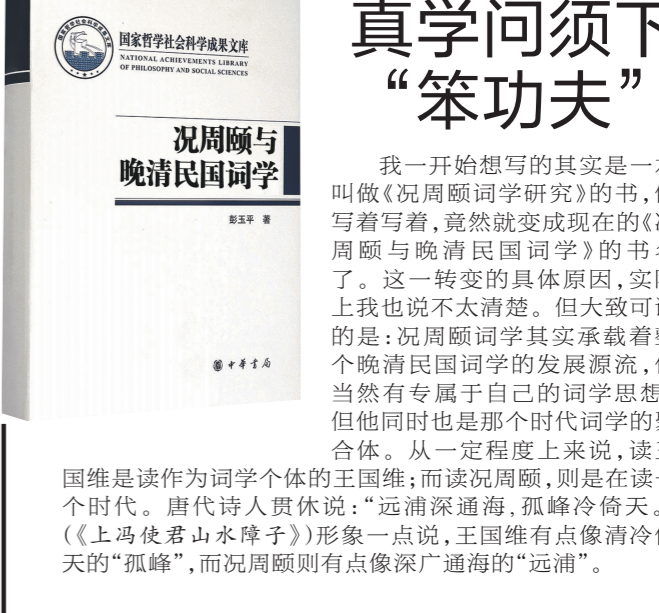 国家哲学社会科学成果文库
NATIONAL ACHIEVEMENTS LIBRARY
OF PHILOSOPHY AND SOCIAL SCIENCES
况周颐与
晚清民国词学
彭玉平 著
中华书局
真学问须下
“笨功夫”
我一开始想写的其实是一
叫做《况周颐词学研究》的书,
写着写着,竟然就变成现在的《
周颐与晚清民国词学》的书
了。这一转变的具体原因,实
上我也说不太清楚。但大致可
的是:况周颐词学其实承载着
个晚清民国词学的发展源流,
当然有专属于自己的词学思想
但他同时也是那个时代词学的
合体。从一定程度上来说,读
国维是读作为词学个体的王国维;而读况周颐,则是在读
个时代。唐代诗人贯休说:“远浦深通海,孤峰冷倚天。
(《上冯使君山水障子》)形象一点说,王国维有点像清冷
天的“孤峰”,而况周颐则有点像深广通海的“远浦”。